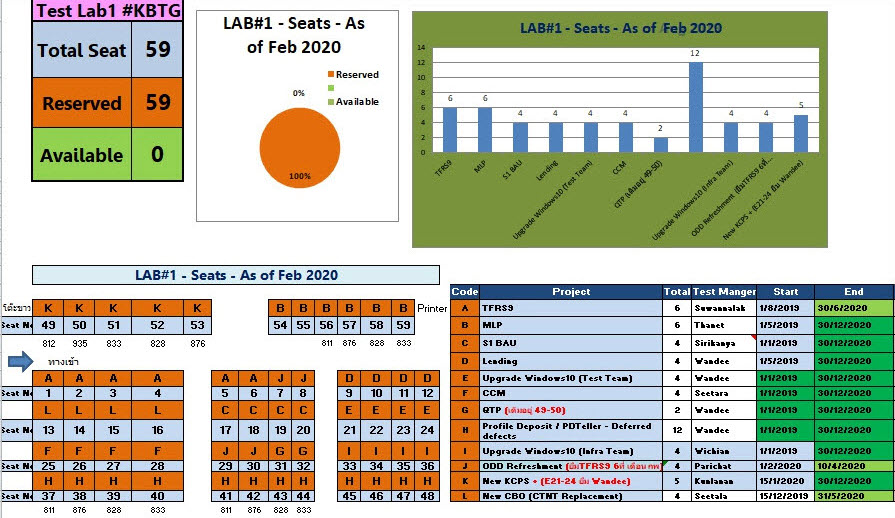 Test Lab1 #KBTG
Total Seat 59
Reserved 59
Available 0
LAB#1 - Seats - As of Feb 2020
Reserved
Available
0%
100%
LAB#1 - Seats - As of Feb 2020
14
12
10
8
6
4
2
0
6 6 4 4 4 4 2 12 4 4 5
TFRS9
MLP
S1 BAU
Lending
Upgrade Windows10 (Test Team)
CCM
QTP (เดิมอยู่ 49-50)
Upgrade Windows10 (Infra Team)
ODD Refreshment (ยืมTFRS9 6ที่...
New KCPS + (E21-24 ยืม Wandee)
LAB#1 - Seats - As of Feb 2020
โต๊ะขาว K K K K K B B B B B B Printer
Seat No 49 50 51 52 53 54 55 56 57 58 59
812 935 833 828 876 811 876 828 833
ทางเข้า
A A A A A A J J D D D D
Seat No 1 2 3 4 5 6 7 8 9 10 11 12
L L L L C C C C E E E E
Seat No 13 14 15 16 17 18 19 20 21 22 23 24
F F F F J J G G I I I I
Seat No 25 26 27 28 29 30 31 32 33 34 35 36
H H H H H H H H H H H H
Seat No 37 38 39 40 41 42 43 44 45 46 47 48
811 876 828 833 811 876 828 833
Code Project Total Test Manger Start End
A TFRS9 6 Suwannalak 1/8/2019 30/6/2020
B MLP 6 Thanet 1/5/2019 30/12/2020
C S1 BAU 4 Sirikanya 1/1/2019 30/12/2020
D Lending 4 Wandee 1/5/2019 30/12/2020
E Upgrade Windows10 (Test Team) 4 Wandee 1/1/2019 30/12/2020
F CCM 4 Seetara 1/1/2019 30/12/2020
G QTP (เดิมอยู่ 49-50) 2 Wandee 1/1/2019 30/12/2020
H Profile Deposit / PDTeller - Deferred defects 12 Wandee 1/1/2019 30/12/2020
I Upgrade Windows10 (Infra Team) 4 Wichian 1/1/2019 30/12/2020
J ODD Refreshment (ยืมTFRS9 6ที่ เดือน กพ 4 Parichat 1/2/2020 10/4/2020
K New KCPS + (E21-24 ยืม Wandee) 5 Kunlanan 15/1/2020 30/12/2020
L New CBO (CTNT Replacement) 4 Seetala 15/12/2019 31/5/2020